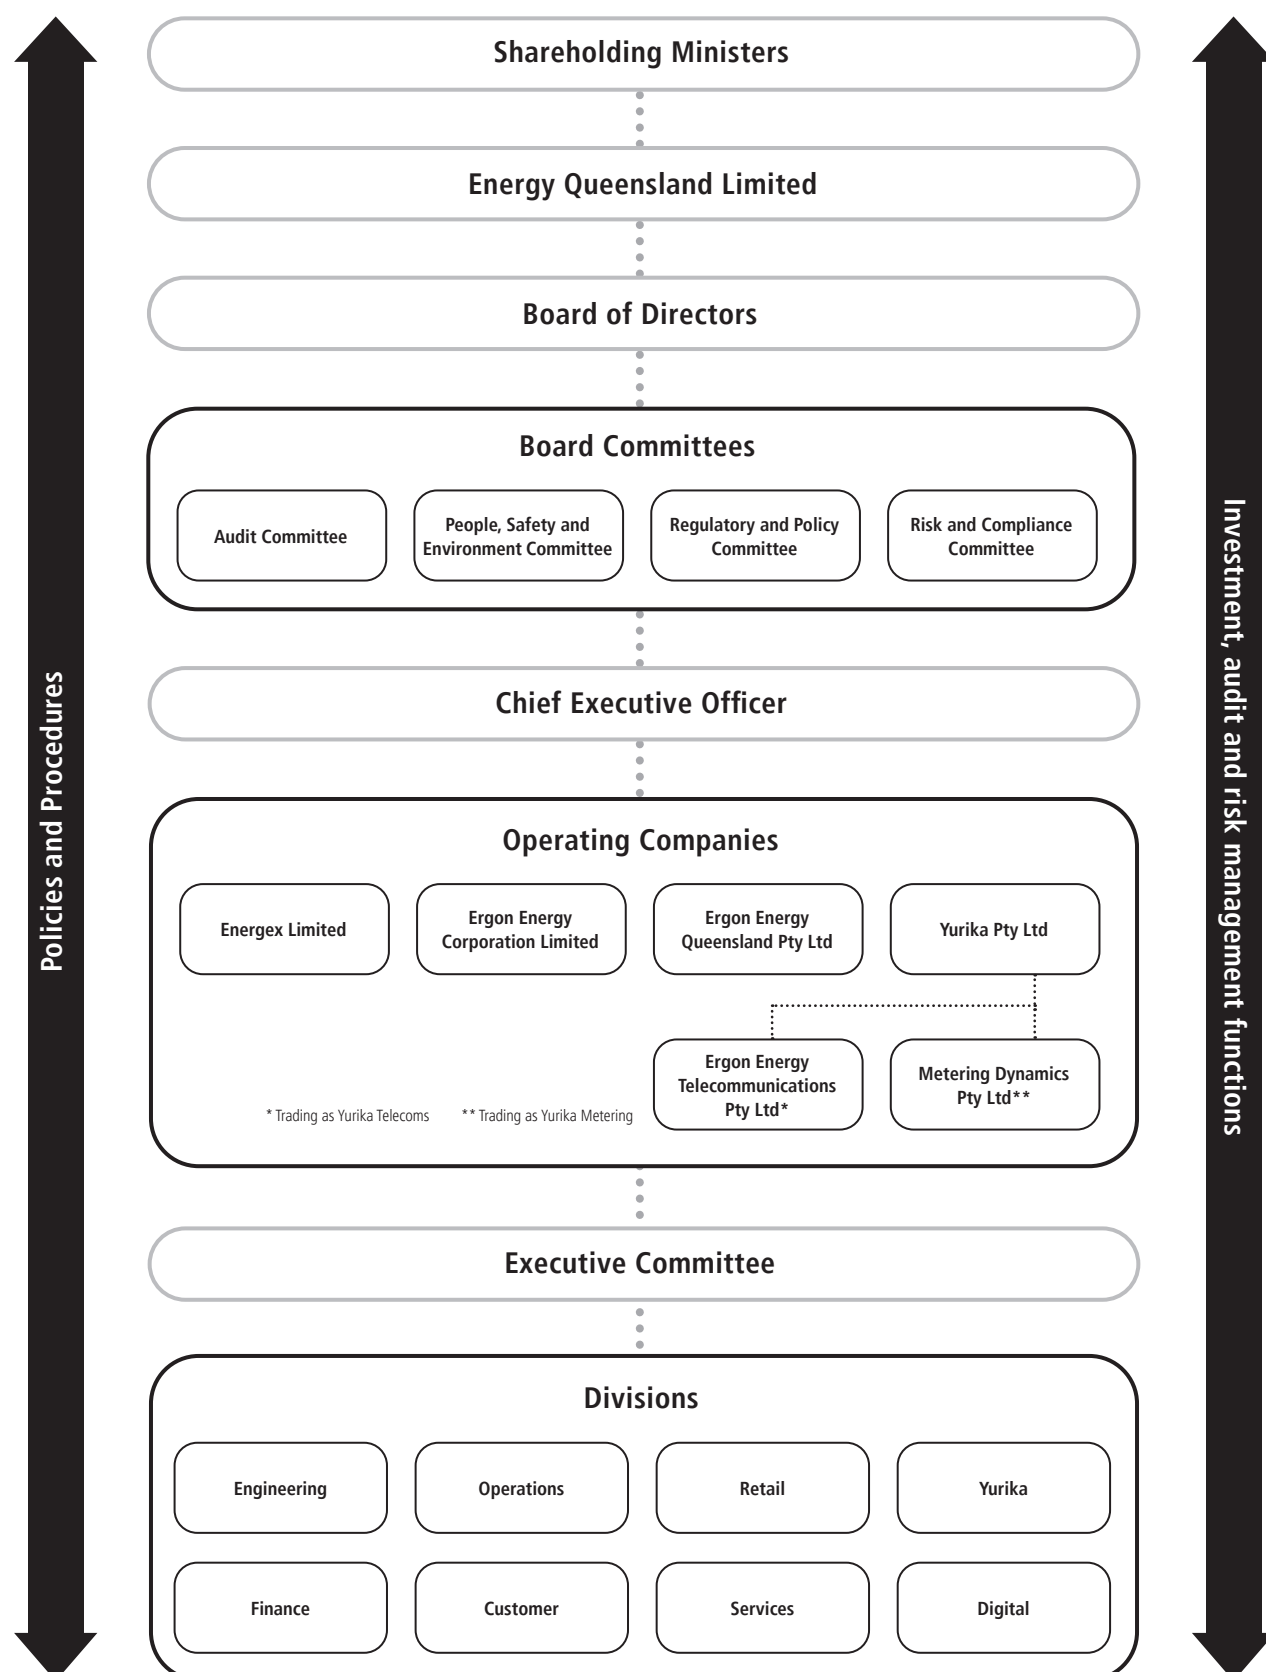 Shareholding Ministers
Energy Queensland Limited
Board of Directors
Board Committees
Audit Committee
People, Safety and
Environment Committee
Regulatory and Policy
Committee
Risk and Compliance
Committee
Chief Executive Officer
Operating Companies
Energex Limited
Ergon Energy
Corporation Limited
Ergon Energy
Queensland Pty Ltd
Yurika Pty Ltd
Ergon Energy
Telecommunications
Pty Ltd*
Metering Dynamics
Pty Ltd**
* Trading as Yurika Telecoms
** Trading as Yurika Metering
Executive Committee
Divisions
Engineering
Operations
Retail
Yurika
Finance
Customer
Services
Digital
Policies and Procedures
Investment, audit and risk management functions